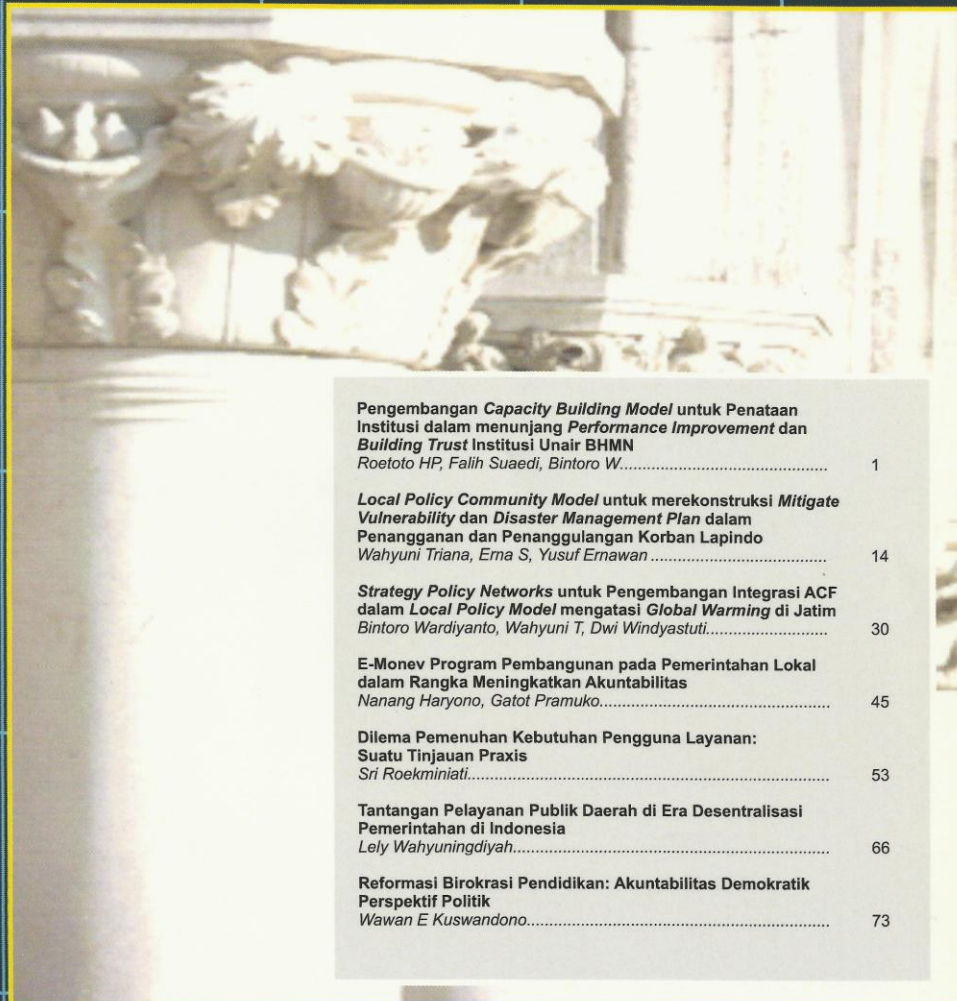 Pengembangan Capacity Building Model untuk Penataan
Institusi dalam menunjang Performance Improvement dan
Building Trust Institusi Unair BHMN
Roetoto HP, Falih Suaedi, Bintoro W............................................. 1
Local Policy Community Model untuk merekonstruksi Mitigate
Vulnerability dan Disaster Management Plan dalam
Penangganan dan Penanggulangan Korban Lapindo
Wahyuni Triana, Erna S, Yusuf Ernawan...................................... 14
Strategy Policy Networks untuk Pengembangan Integrasi ACF
dalam Local Policy Model mengatasi Global Warming di Jatim
Bintoro Wardiyanto, Wahyuni T, Dwi Windyastuti.......................... 30
E-Monev Program Pembangunan pada Pemerintahan Lokal
dalam Rangka Meningkatkan Akuntabilitas
Nanang Haryono, Gatot Pramuko.................................................. 45
Dilema Pemenuhan Kebutuhan Pengguna Layanan:
Suatu Tinjauan Praxis
Sri Roekminiati............................................................................... 53
Tantangan Pelayanan Publik Daerah di Era Desentralisasi
Pemerintahan di Indonesia
Lely Wahyuningdiyah..................................................................... 66
Reformasi Birokrasi Pendidikan: Akuntabilitas Demokratik
Perspektif Politik
Wawan E Kuswandono.................................................................. 73